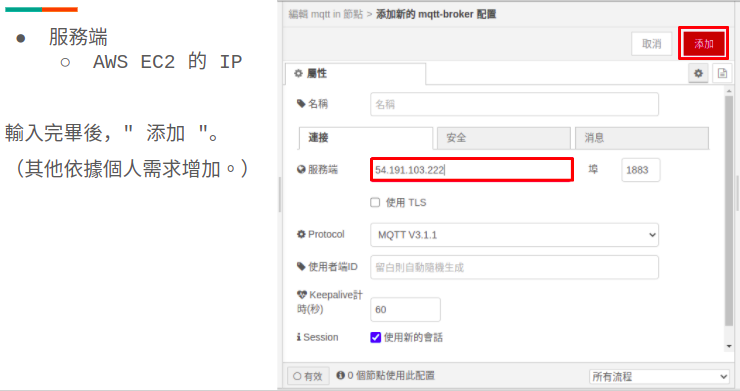 ● 服務端
○ AWS EC2 的 IP
輸入完畢後，" 添加 "。
（其他依據個人需求增加。）
編輯 mqtt in 節點 > 添加新的 mqtt-broker 配置
取消
添加
屬性
名稱
名稱
連接
安全
消息
服務端
54.191.103.222
埠
1883
使用 TLS
Protocol
MQTT V3.1.1
使用者端ID
留白則自動隨機生成
Keepalive計
時(秒)
60
Session
使用新的會話
有效
0 個節點使用此配置
所有流程